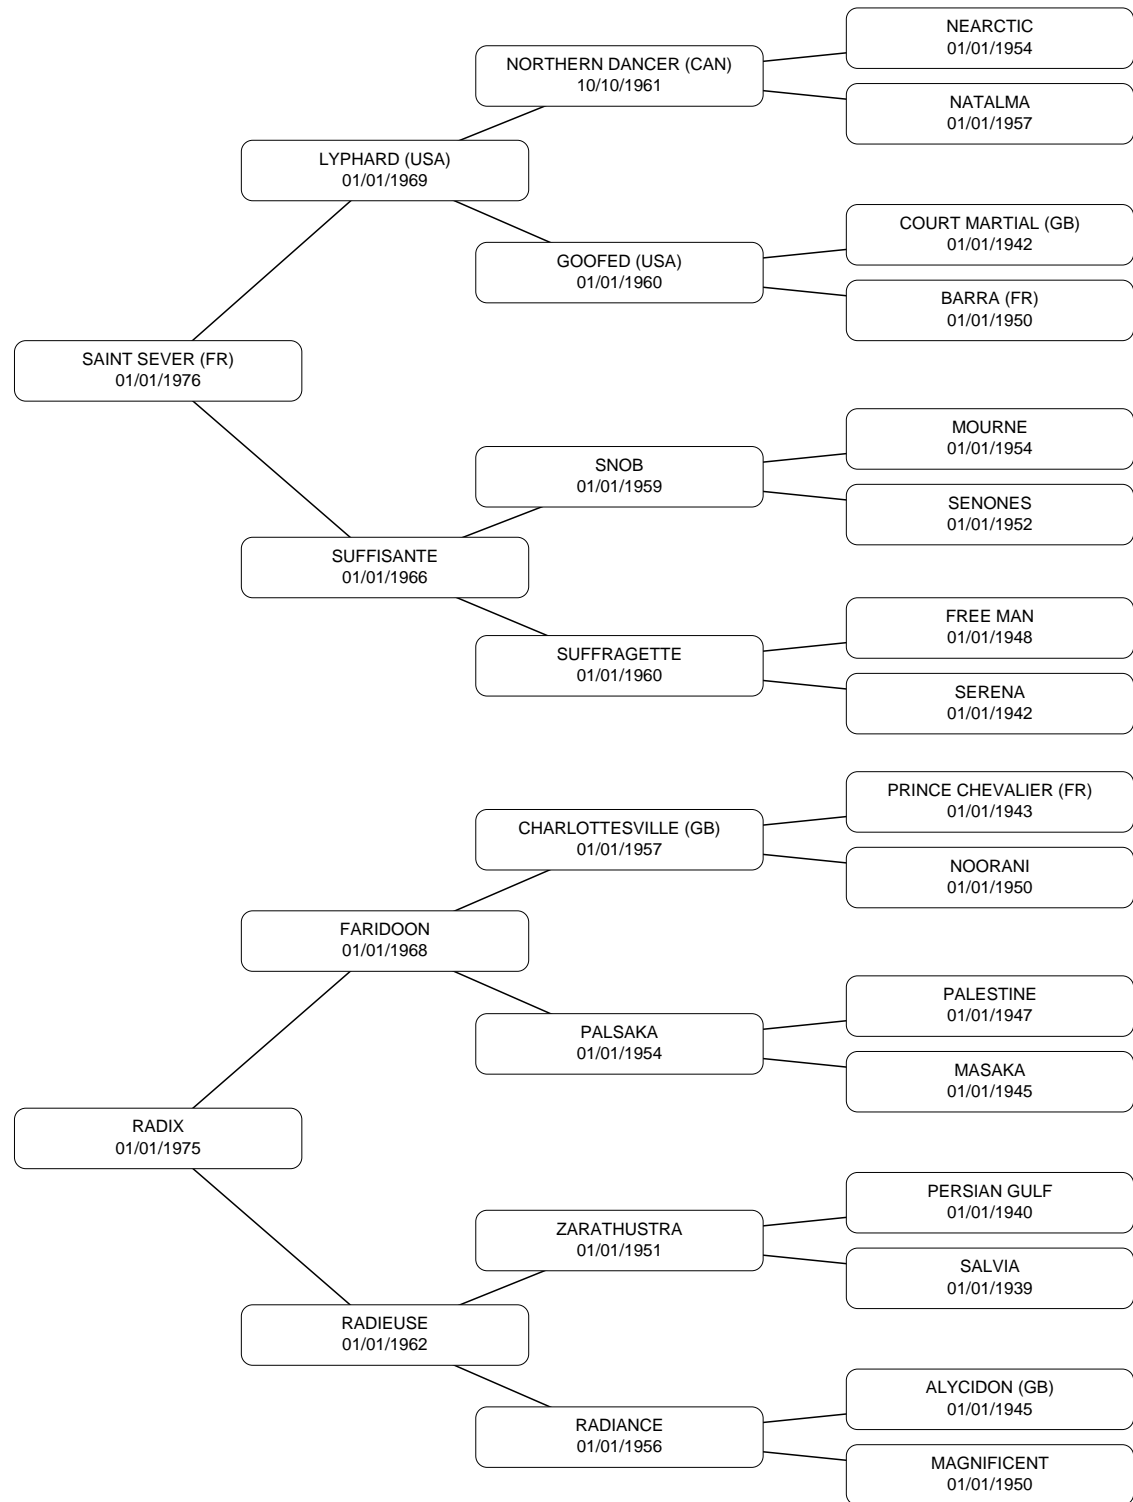 NEARCTIC
01/01/1954
NORTHERN DANCER (CAN)
10/10/1961
NATALMA
01/01/1957
LYPHARD (USA)
01/01/1969
COURT MARTIAL (GB)
01/01/1942
GOOFED (USA)
01/01/1960
BARRA (FR)
01/01/1950
SAINT SEVER (FR)
01/01/1976
MOURNE
01/01/1954
SNOB
01/01/1959
SENONES
01/01/1952
SUFFISANTE
01/01/1966
FREE MAN
01/01/1948
SUFFRAGETTE
01/01/1960
SERENA
01/01/1942
PRINCE CHEVALIER (FR)
01/01/1943
CHARLOTTESVILLE (GB)
01/01/1957
NOORANI
01/01/1950
FARIDOON
01/01/1968
PALESTINE
01/01/1947
PALSAKA
01/01/1954
MASAKA
01/01/1945
RADIX
01/01/1975
PERSIAN GULF
01/01/1940
ZARATHUSTRA
01/01/1951
SALVIA
01/01/1939
RADIEUSE
01/01/1962
ALYCIDON (GB)
01/01/1945
RADIANCE
01/01/1956
MAGNIFICENT
01/01/1950